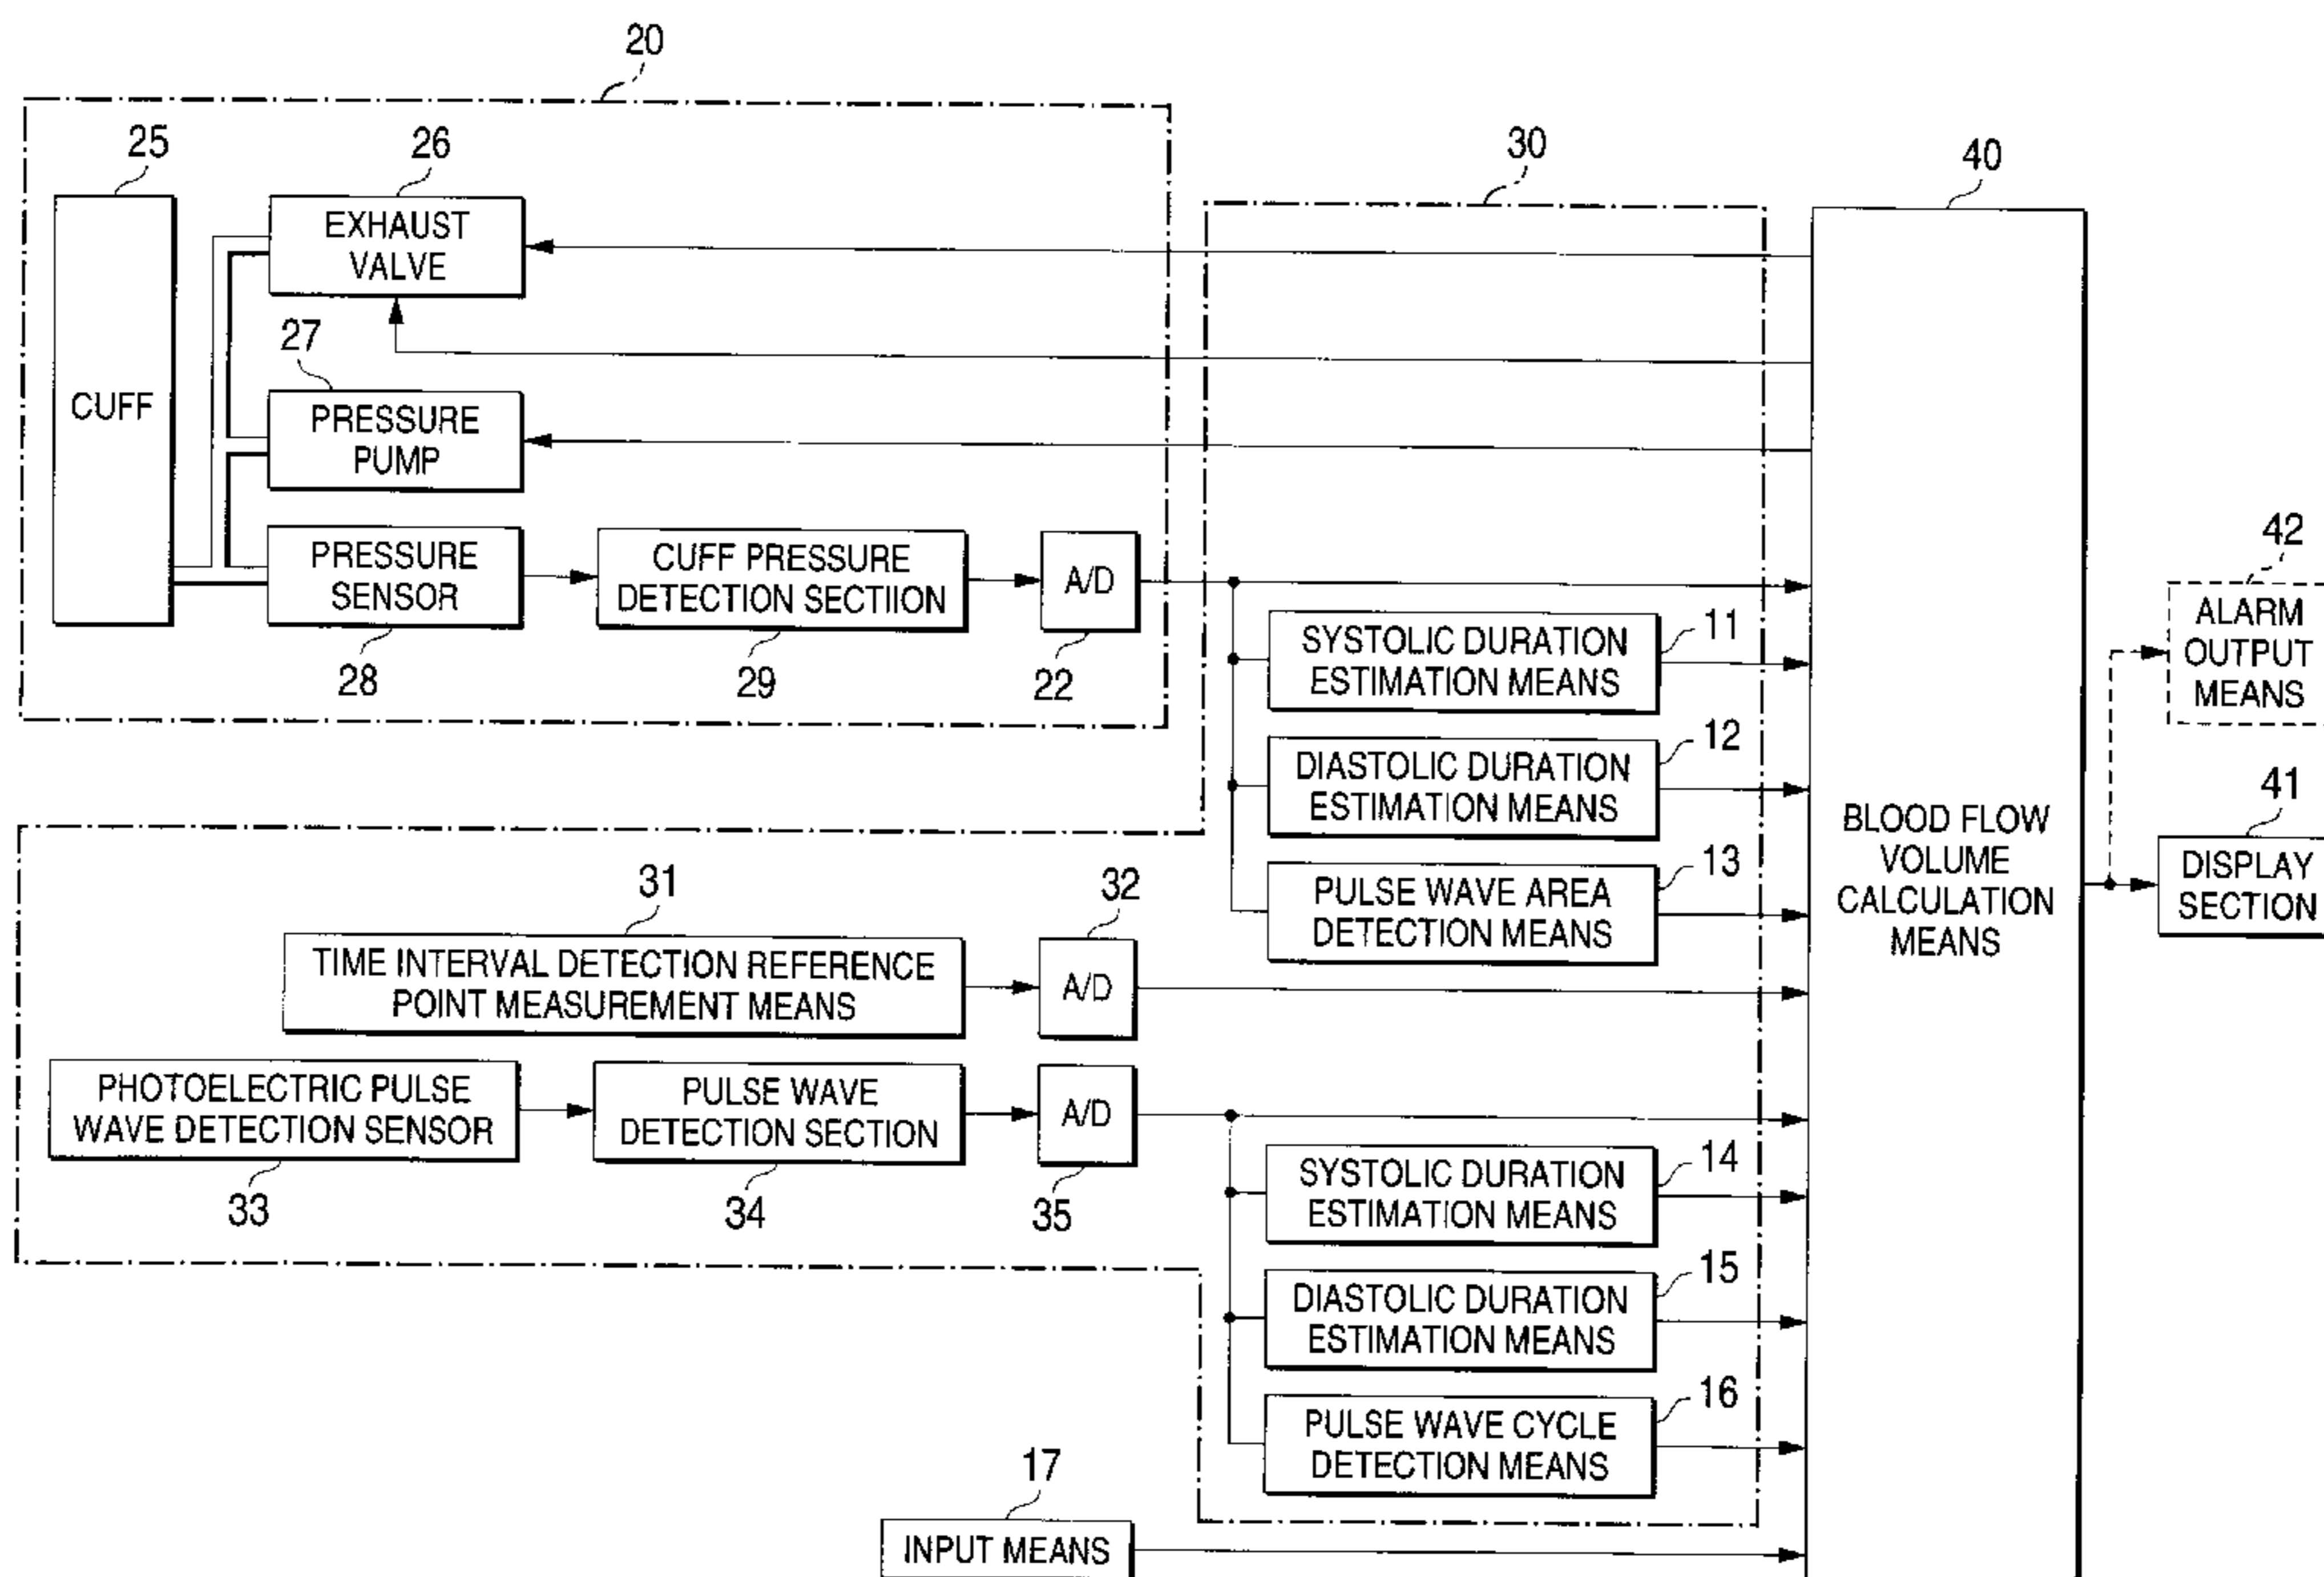 20
25
26
30
40
EXHAUST
VALVE
27
CUFF
PRESSURE
PUMP
42
PRESSURE
SENSOR
CUFF PRESSURE
DETECTION SECTIION
A/D
ALARM
OUTPUT
MEANS
28
29
22
SYSTOLIC DURATION
ESTIMATION MEANS
11
DIASTOLIC DURATION
ESTIMATION MEANS
12
41
BLOOD FLOW
VOLUME
CALCULATION
MEANS
DISPLAY
SECTION
PULSE WAVE AREA
DETECTION MEANS
13
31
32
TIME INTERVAL DETECTION REFERENCE
POINT MEASUREMENT MEANS
A/D
PHOTOELECTRIC PULSE
WAVE DETECTION SENSOR
PULSE WAVE
DETECTION SECTION
A/D
33
34
35
SYSTOLIC DURATION
ESTIMATION MEANS
14
DIASTOLIC DURATION
ESTIMATION MEANS
15
PULSE WAVE CYCLE
DETECTION MEANS
16
17
INPUT MEANS